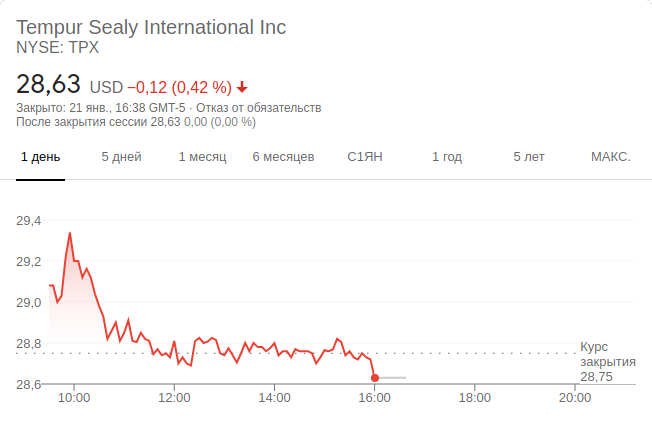 Tempur Sealy International Inc
NYSE: TPX
28,63 USD −0,12 (0,42 %)
Закрыто: 21 янв., 16:38 GMT-5 · Отказ от обязательств
После закрытия сессии 28,63 0,00 (0,00 %)
1 день 5 дней 1 месяц 6 месяцев С1ЯН 1 год 5 лет МАКС.
29,4
29,2
29,0
28,8
28,6
Курс
закрытия
28,75
10:00 12:00 14:00 16:00 18:00 20:00